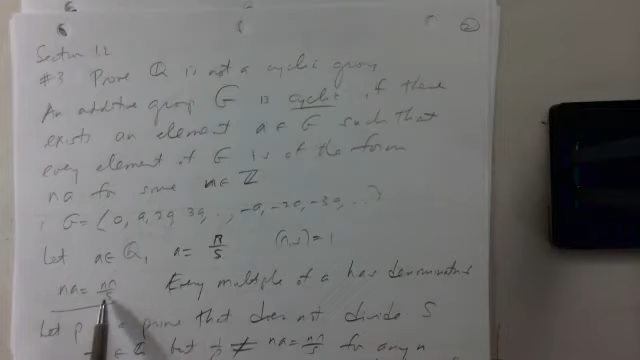 Section 1.2
#3 Prove Q is not a cyclic group
An additive group G is cyclic if there
exists an element a ∈ G such that
every element of G is of the form
na for some n ∈ Z
G = {0, a, 2a, 3a, .., -a, -2a, -3a, ...}
Let a ∈ Q, a = r/s (r,s) = 1
na = nr/s Every multiple of a has denominator
Let p a prime that does not divide s
∈ Q but 1/p ≠ na = nr/s for any n